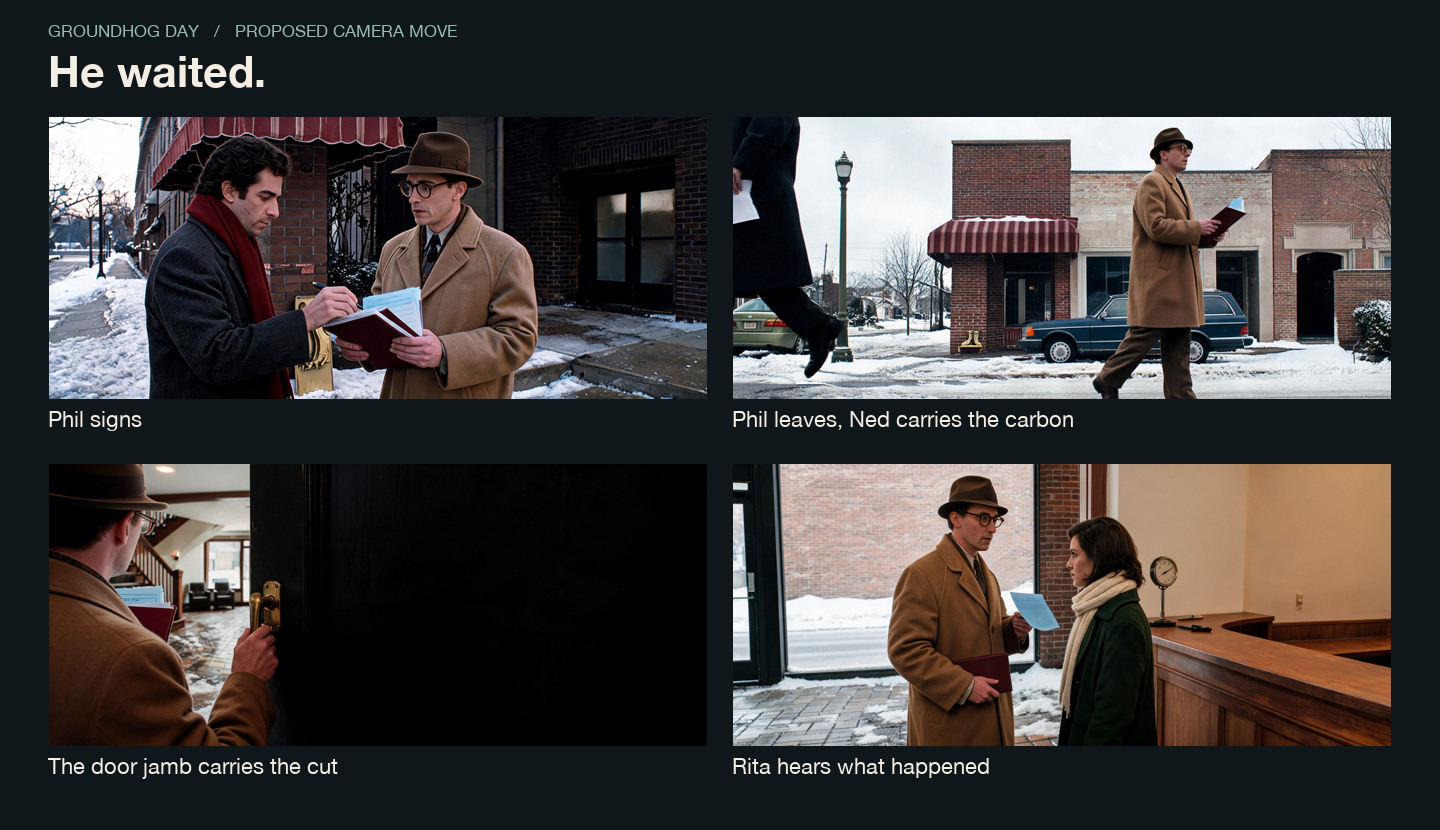 GROUNDHOG DAY / PROPOSED CAMERA MOVE
He waited.
Phil signs
Phil leaves, Ned carries the carbon
The door jamb carries the cut
Rita hears what happened